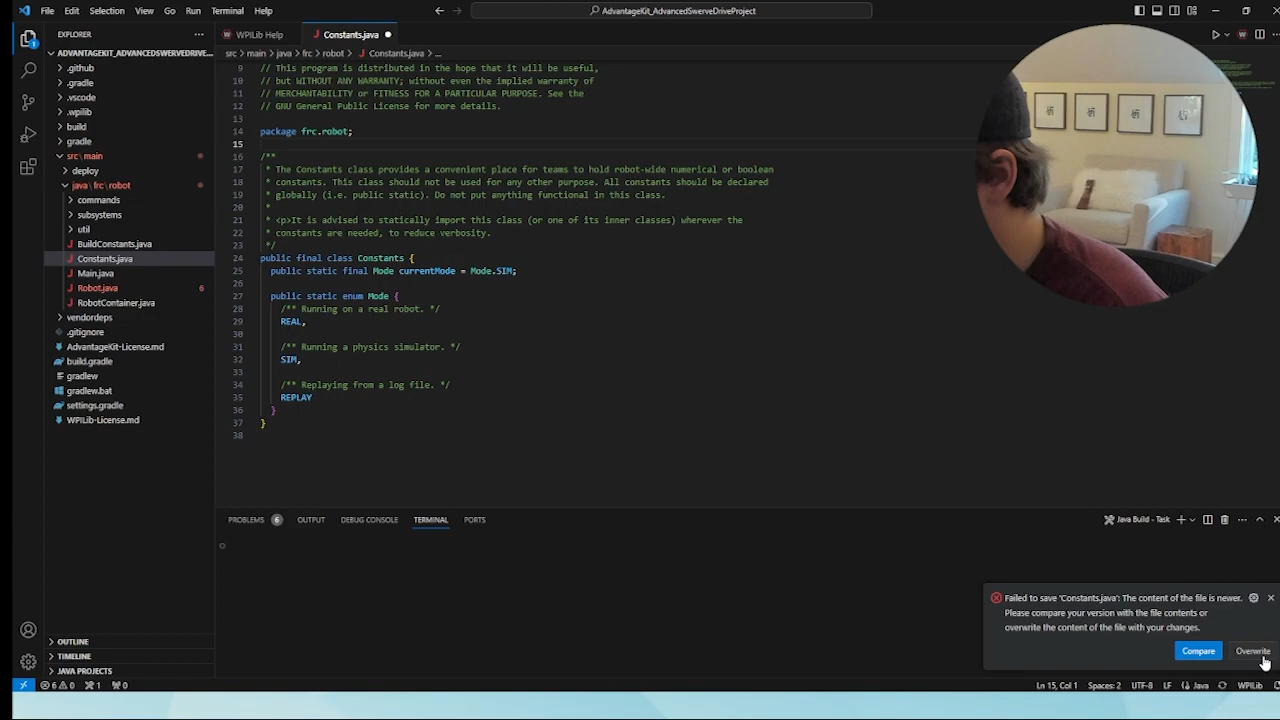 File Edit Selection View Go Run Terminal Help
AdvantageKit_AdvancedSwerveDriveProject
EXPLORER
WPILib Help
Constants.java
ADVANTAGEKIT_ADVANCEDSWERVEDRIVE...
src > main > java > frc > robot > Constants.java > ...
.github
.gradle
.vscode
.wpilib
build
gradle
src\main
deploy
java\frc\robot
commands
subsystems
util
BuildConstants.java
Constants.java
Main.java
Robot.java 6
RobotContainer.java
vendordeps
.gitignore
AdvantageKit-License.md
build.gradle
gradlew
gradlew.bat
settings.gradle
WPILib-License.md
OUTLINE
TIMELINE
JAVA PROJECTS
9 // This program is distributed in the hope that it will be useful,
10 // but WITHOUT ANY WARRANTY; without even the implied warranty of
11 // MERCHANTABILITY or FITNESS FOR A PARTICULAR PURPOSE. See the
12 // GNU General Public License for more details.
13
14 package frc.robot;
15
16 /**
17 * The Constants class provides a convenient place for teams to hold robot-wide numerical or boolean
18 * constants. This class should not be used for any other purpose. All constants should be declared
19 * globally (i.e. public static). Do not put anything functional in this class.
20 *
21 * <p>It is advised to statically import this class (or one of its inner classes) wherever the
22 * constants are needed, to reduce verbosity.
23 */
24 public final class Constants {
25 public static final Mode currentMode = Mode.SIM;
26
27 public static enum Mode {
28 /** Running on a real robot. */
29 REAL,
30
31 /** Running a physics simulator. */
32 SIM,
33
34 /** Replaying from a log file. */
35 REPLAY
36 }
37 }
38
PROBLEMS 6 OUTPUT DEBUG CONSOLE TERMINAL PORTS
Java Build - Task
Failed to save 'Constants.java': The content of the file is newer.
Please compare your version with the file contents or
overwrite the content of the file with your changes.
Compare Overwrite
6 0 1 0 Ln 15, Col 1 Spaces: 2 UTF-8 LF {} Java WPILib